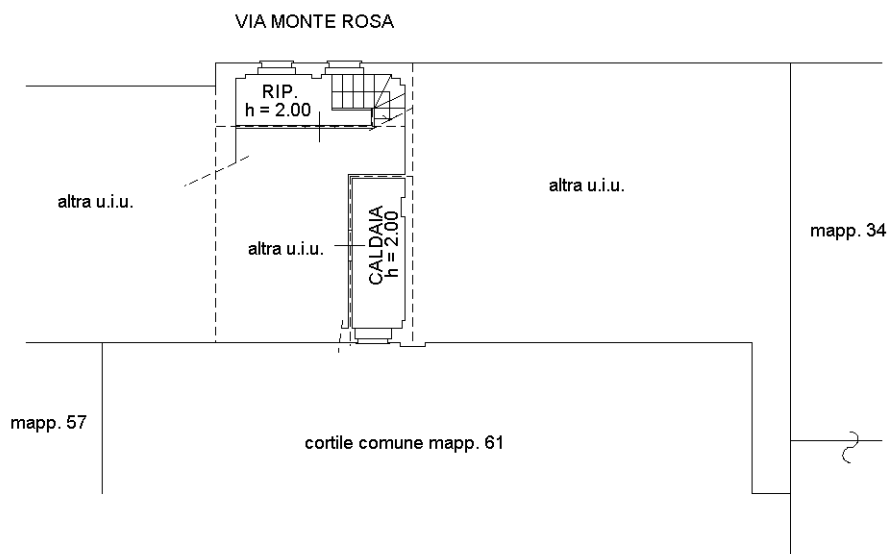 VIA MONTE ROSA
RIP.
h = 2.00
altra u.i.u.
altra u.i.u.
altra u.i.u.
CALDAIA
h = 2.00
mapp. 34
mapp. 57
cortile comune mapp. 61